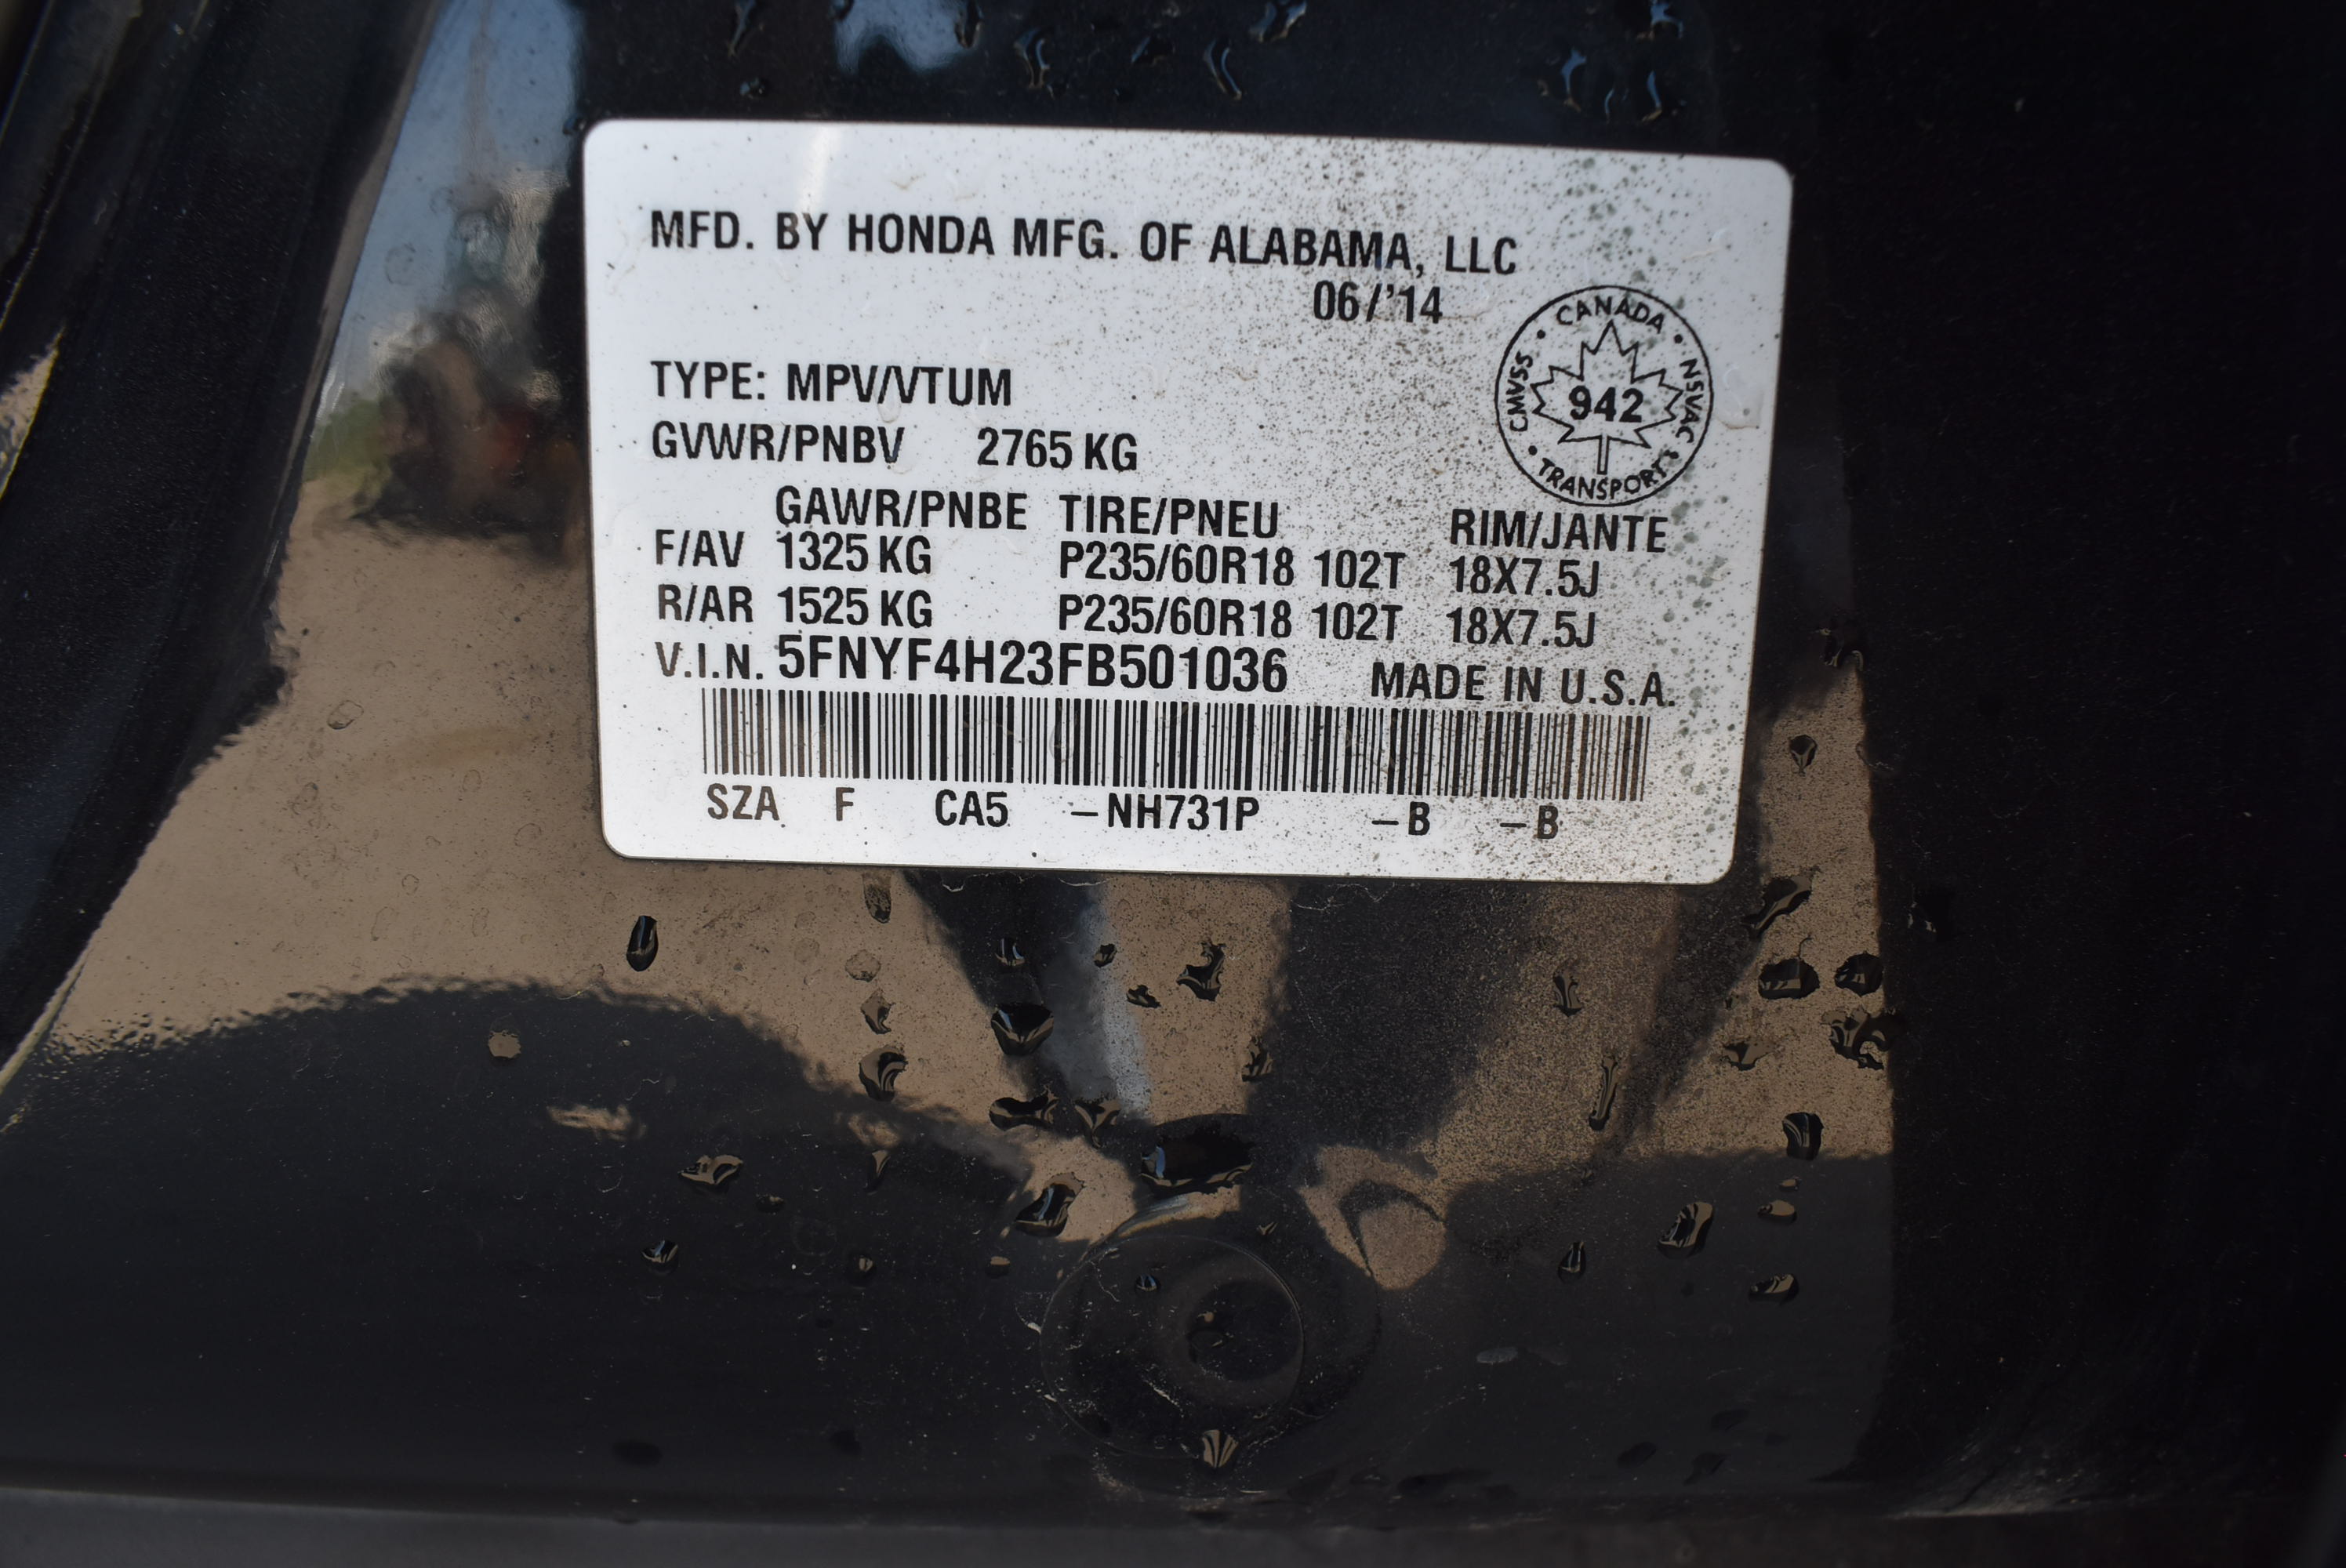 MFD. BY HONDA MFG. OF ALABAMA, LLC
06/'14
CANADA
CMVSS 942 NSVAC
TRANSPORT
TYPE: MPV/VTUM
GVWR/PNBV 2765 KG
GAWR/PNBE TIRE/PNEU RIM/JANTE
F/AV 1325 KG P235/60R18 102T 18X7.5J
R/AR 1525 KG P235/60R18 102T 18X7.5J
V.I.N. 5FNYF4H23FB501036 MADE IN U.S.A.
SZA F CA5 –NH731P –B –B